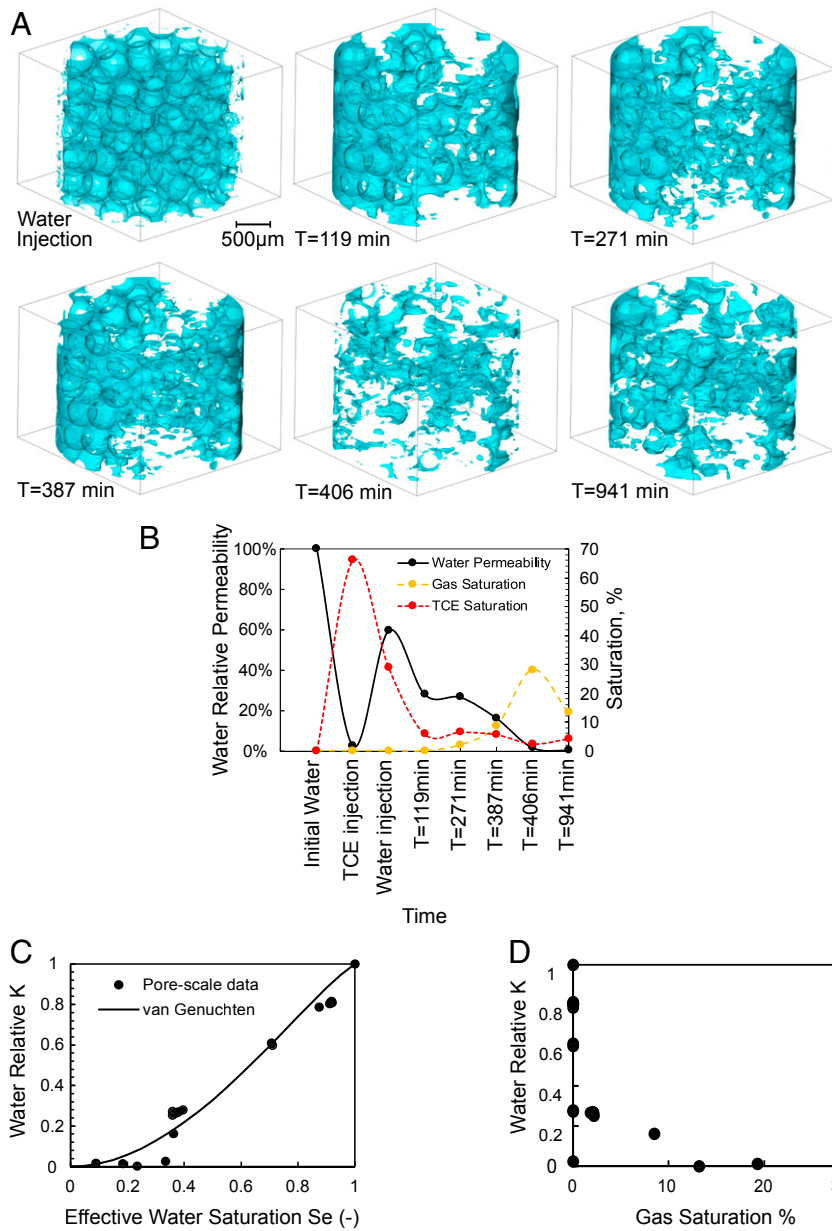 A
Water
Injection
500µm
T=119 min
T=271 min
T=387 min
T=406 min
T=941 min
B
Water Relative Permeability
100%
80%
60%
40%
20%
0%
Water Permeability
Gas Saturation
TCE Saturation
70
60
50
40
30
20
10
0
Saturation, %
Initial Water
TCE injection
Water injection
T=119min
T=271min
T=387min
T=406min
T=941min
Time
C
Water Relative K
1
0.8
0.6
0.4
0.2
0
Pore-scale data
van Genuchten
0 0.2 0.4 0.6 0.8 1
Effective Water Saturation Se (-)
D
Water Relative K
1
0.8
0.6
0.4
0.2
0
0 10 20
Gas Saturation %